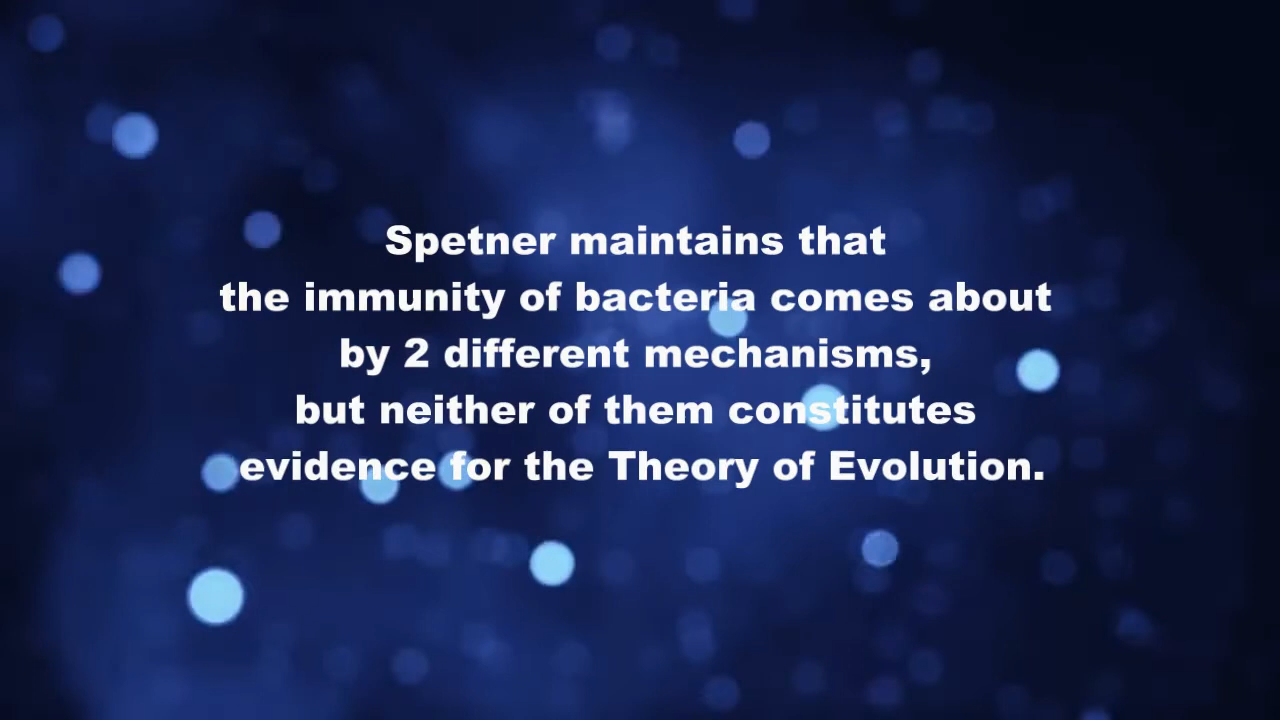 Spetner maintains that
the immunity of bacteria comes about
by 2 different mechanisms,
but neither of them constitutes
evidence for the Theory of Evolution.